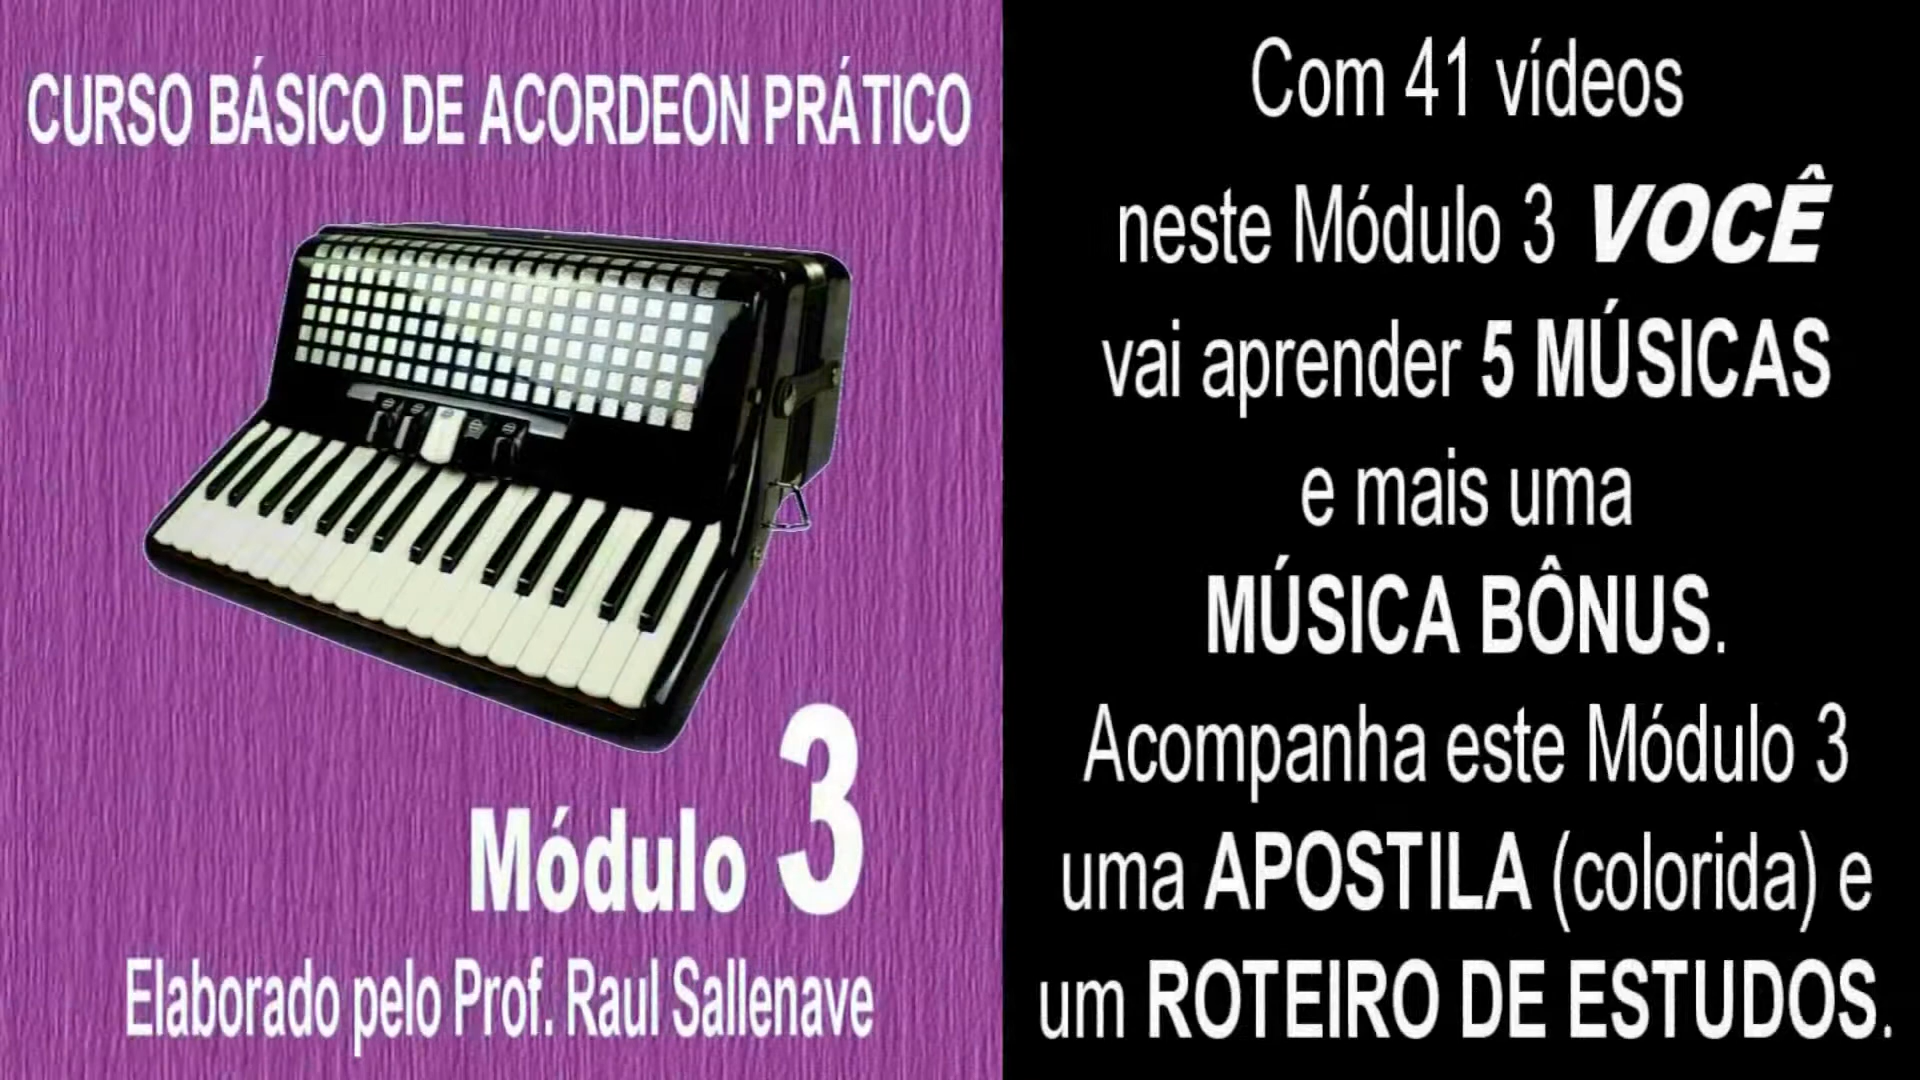 CURSO BÁSICO DE ACORDEON PRÁTICO
Módulo 3
Elaborado pelo Prof. Raul Sallenave
Com 41 vídeos
neste Módulo 3 VOCÊ
vai aprender 5 MÚSICAS
e mais uma
MÚSICA BÔNUS.
Acompanha este Módulo 3
uma APOSTILA (colorida) e
um ROTEIRO DE ESTUDOS.